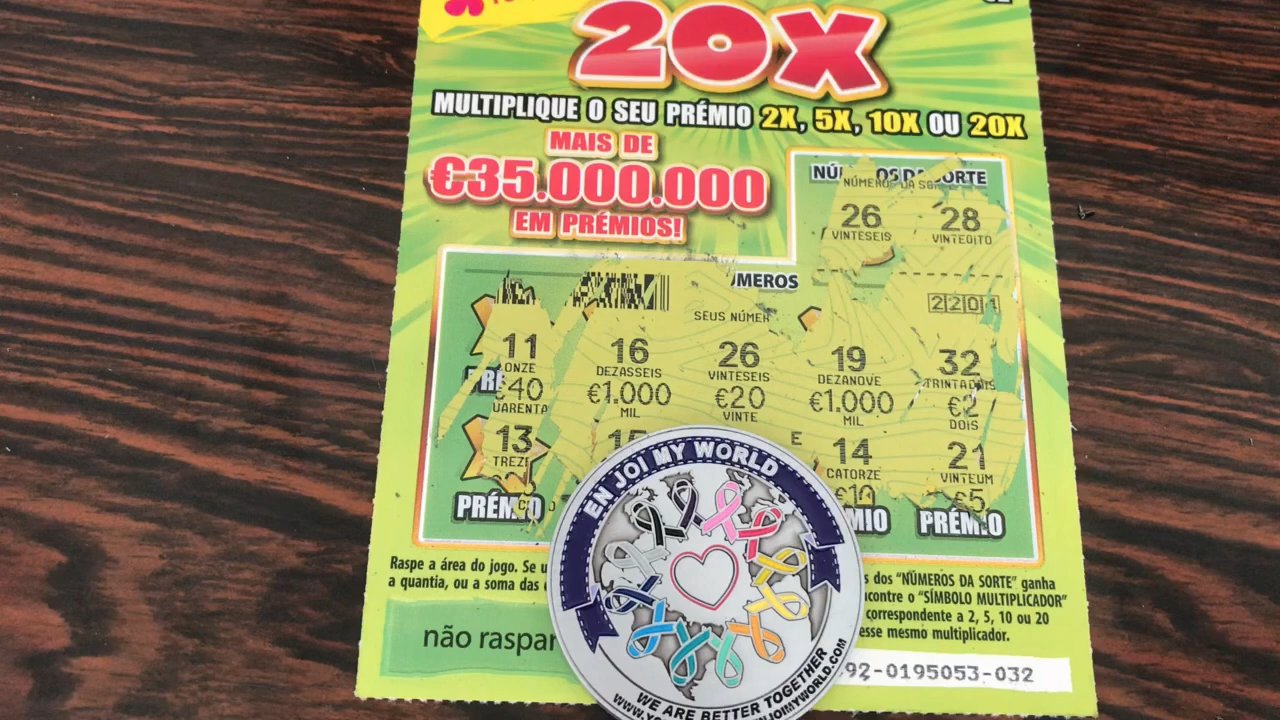 20X
MULTIPLIQUE O SEU PRÉMIO 2X, 5X, 10X OU 20X
MAIS DE
€35.000.000
EM PRÉMIOS!
NÚMEROS DA SORTE
26 28
VINTESEIS VINTEOITO
MEROS
2201
SEUS NÚMER
11 16 26 19 32
ONZE DEZASSEIS VINTESEIS DEZANOVE TRINTADOIS
€40 €1.000 €20 €1.000 €2
UARENTA MIL VINTE MIL DOIS
13 15 E 14 21
TREZE CATORZE VINTEUM
€10 €5
PRÉMIO MIO PRÉMIO
Raspe a área do jogo. Se u
s dos "NÚMEROS DA SORTE" ganha
a quantia, ou a soma das
contre o "SÍMBOLO MULTIPLICADOR"
correspondente a 2, 5, 10 ou 20
esse mesmo multiplicador.
não raspar
92-0195053-032
EN JOI MY WORLD
WE ARE BETTER TOGETHER